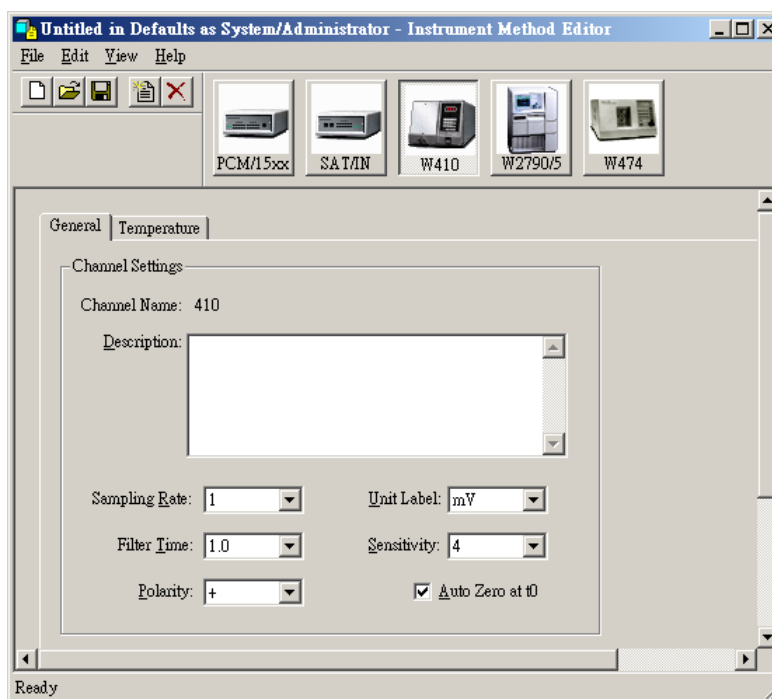 Untitled in Defaults as System/Administrator - Instrument Method Editor
File Edit View Help
PCM/15xx SAT/IN W410 W2790/5 W474
General Temperature
Channel Settings
Channel Name: 410
Description:
Sampling Rate: 1 Unit Label: mV
Filter Time: 1.0 Sensitivity: 4
Polarity: + Auto Zero at t0
Ready